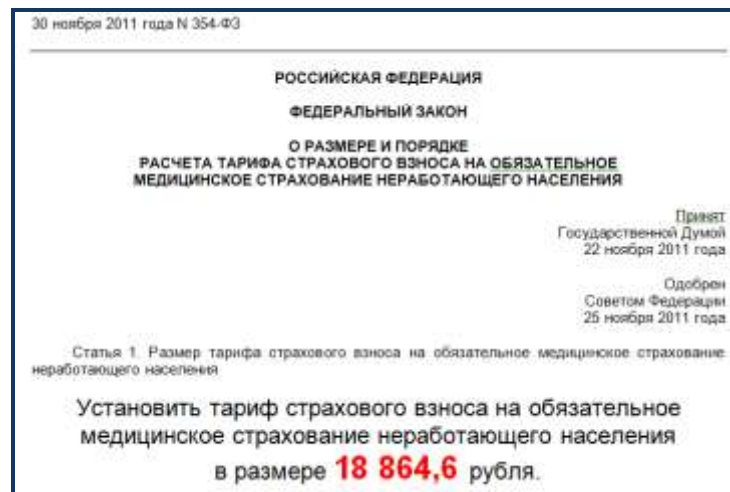 30 ноября 2011 года N 354-ФЗ
РОССИЙСКАЯ ФЕДЕРАЦИЯ
ФЕДЕРАЛЬНЫЙ ЗАКОН
О РАЗМЕРЕ И ПОРЯДКЕ
РАСЧЕТА ТАРИФА СТРАХОВОГО ВЗНОСА НА ОБЯЗАТЕЛЬНОЕ
МЕДИЦИНСКОЕ СТРАХОВАНИЕ НЕРАБОТАЮЩЕГО НАСЕЛЕНИЯ
Принят
Государственной Думой
22 ноября 2011 года
Одобрен
Советом Федерации
25 ноября 2011 года
Статья 1. Размер тарифа страхового взноса на обязательное медицинское страхование
неработающего населения
Установить тариф страхового взноса на обязательное
медицинское страхование неработающего населения
в размере 18 864,6 рубля.